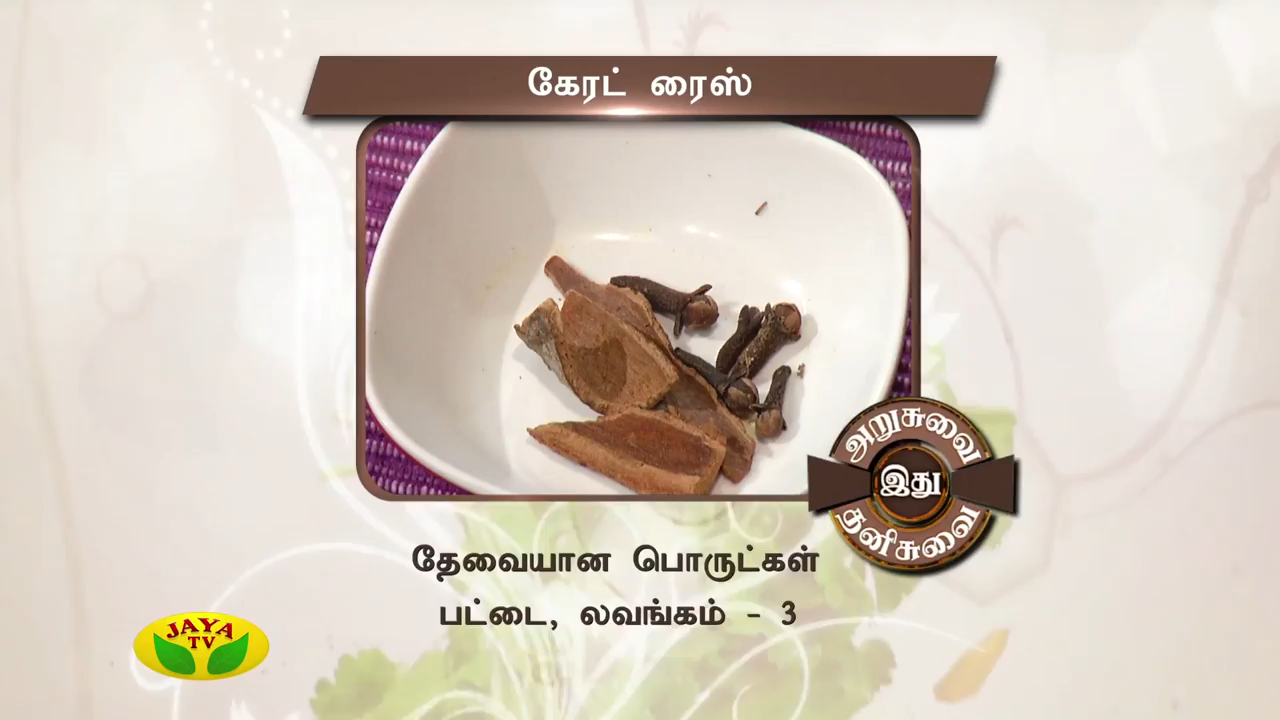 கேரட் ரைஸ்
அறுசுவை
இது
தனிசுவை
தேவையான பொருட்கள்
பட்டை, லவங்கம் - 3
JAYA
TV